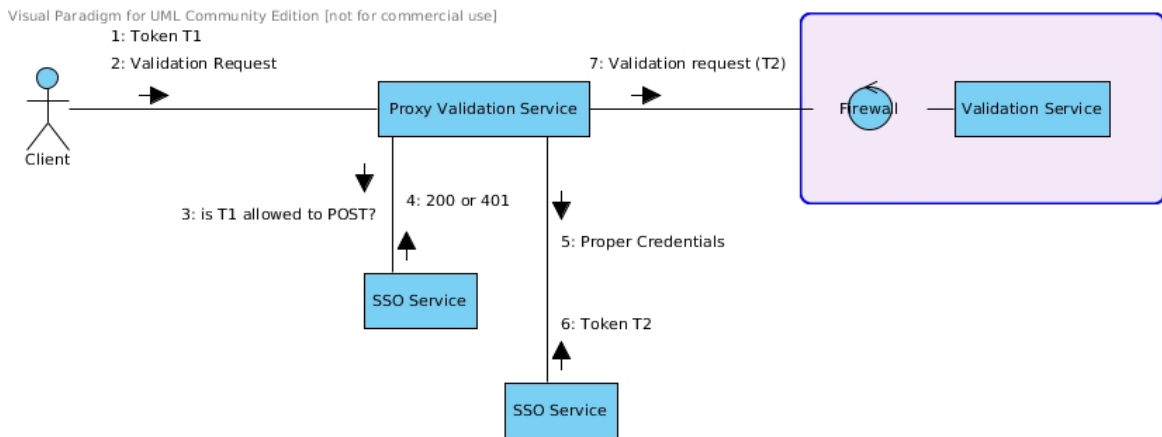 Visual Paradigm for UML Community Edition [not for commercial use]
1: Token T1
2: Validation Request
7: Validation request (T2)
Client
Proxy Validation Service
Firewall
Validation Service
3: is T1 allowed to POST?
4: 200 or 401
5: Proper Credentials
SSO Service
6: Token T2
SSO Service